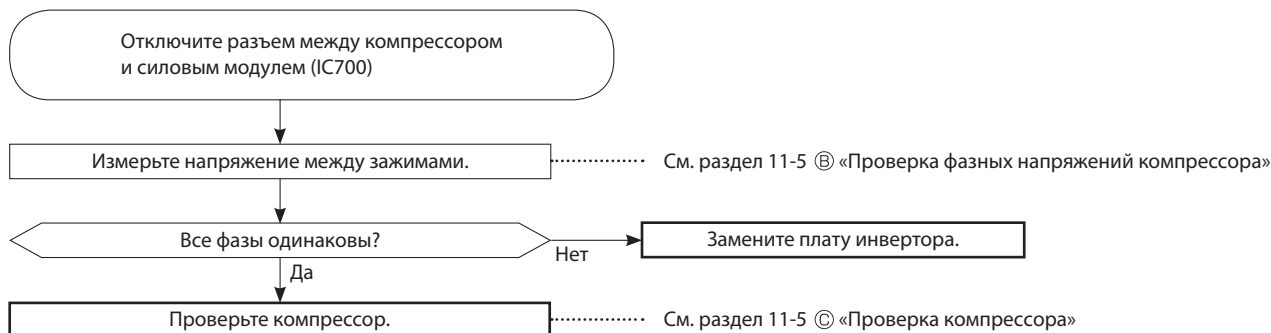 Отключите разъем между компрессором
и силовым модулем (IC700)
Измерьте напряжение между зажимами.
См. раздел 11-5 Ⓑ «Проверка фазных напряжений компрессора»
Все фазы одинаковы?
Нет
Замените плату инвертора.
Да
Проверьте компрессор.
См. раздел 11-5 Ⓒ «Проверка компрессора»